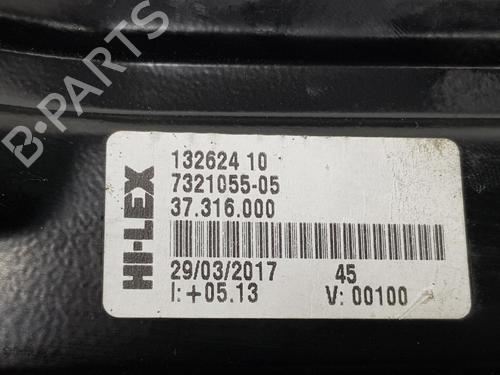 B-PARTS
HI-LEX
132624 10
7321055-05
37.316.000
29/03/2017 45
I:+05.13 V: 00100